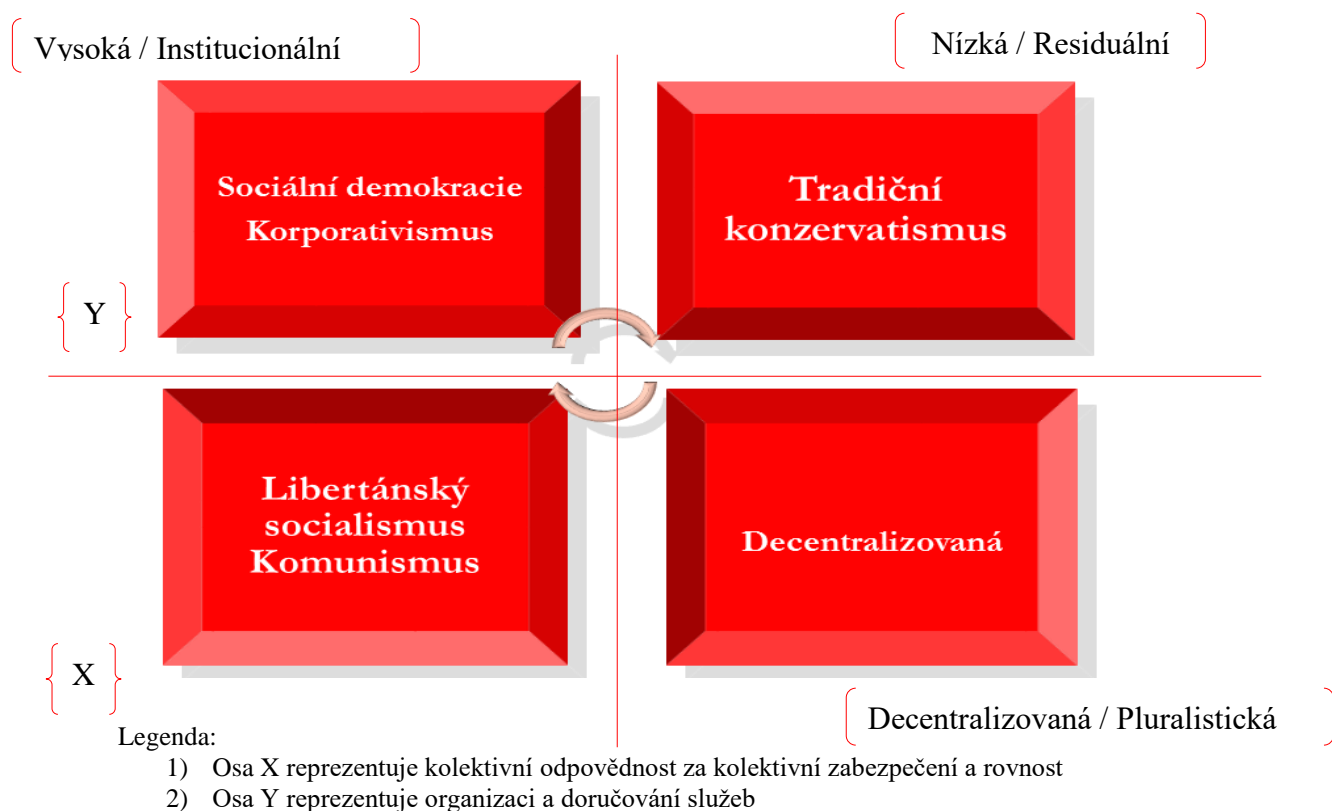 Vysoká / Institucionální
Nízká / Residuální
Sociální demokracie
Korporativismus
Tradiční
konzervatismus
Y
Libertánský
socialismus
Komunismus
Decentralizovaná
X
Decentralizovaná / Pluralistická
Legenda:
1) Osa X reprezentuje kolektivní odpovědnost za kolektivní zabezpečení a rovnost
2) Osa Y reprezentuje organizaci a doručování služeb